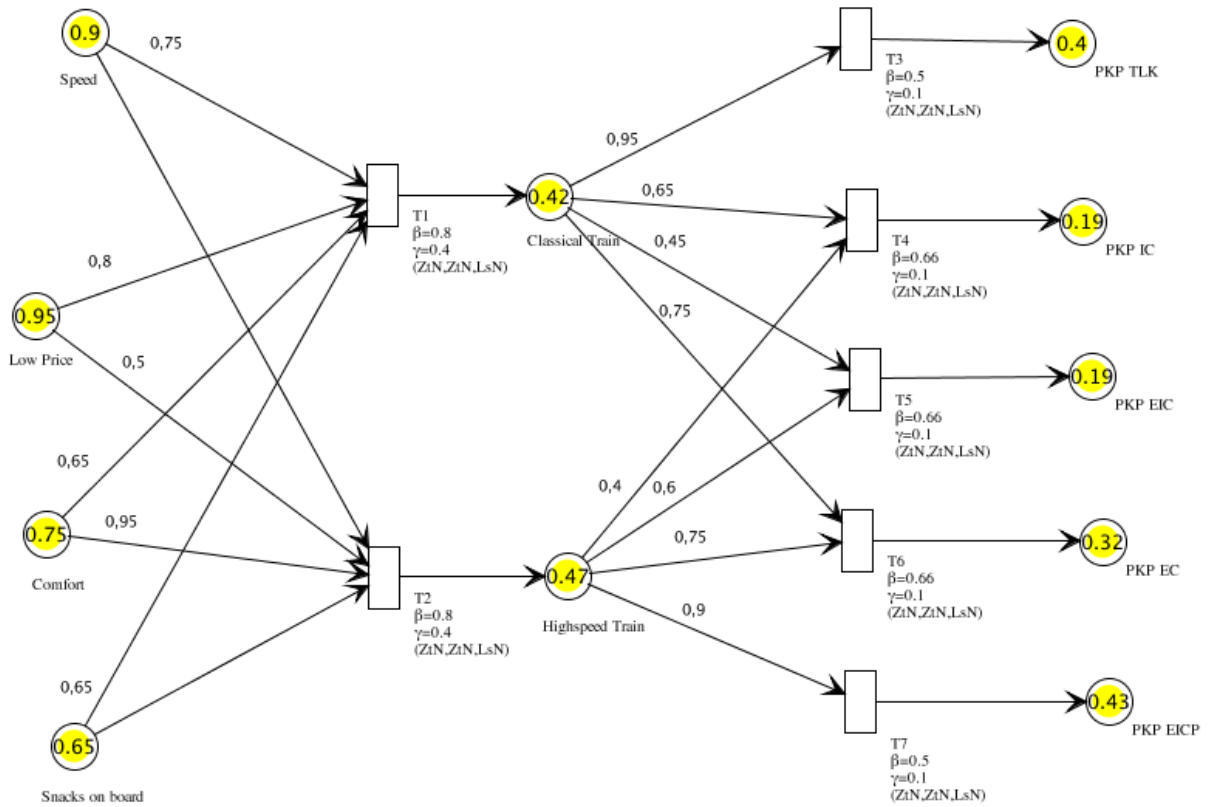 0.9
Speed
0,75
0.95
Low Price
0,8
0,5
0.75
Comfort
0,65
0,95
0.65
Snacks on board
0,65
T1
β=0.8
γ=0.4
(ZtN,ZtN,LsN)
T2
β=0.8
γ=0.4
(ZtN,ZtN,LsN)
0.42
Classical Train
0.47
Highspeed Train
0,95
0,65
0,45
0,75
0,4
0,6
0,75
0,9
T3
β=0.5
γ=0.1
(ZtN,ZtN,LsN)
T4
β=0.66
γ=0.1
(ZtN,ZtN,LsN)
T5
β=0.66
γ=0.1
(ZtN,ZtN,LsN)
T6
β=0.66
γ=0.1
(ZtN,ZtN,LsN)
T7
β=0.5
γ=0.1
(ZtN,ZtN,LsN)
0.4
PKP TLK
0.19
PKP IC
0.19
PKP EIC
0.32
PKP EC
0.43
PKP EICP